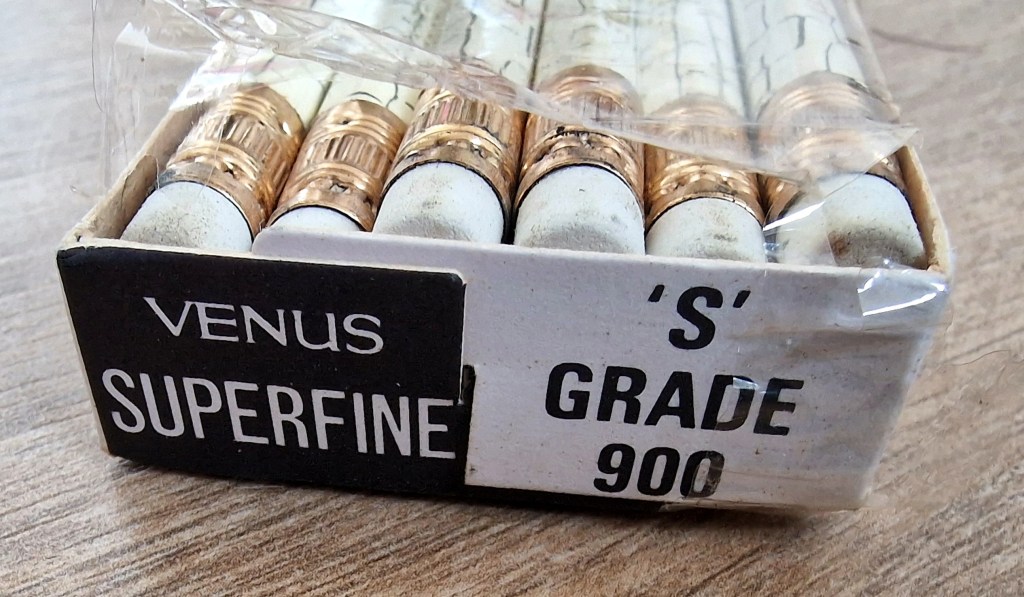 VENUS
SUPERFINE
'S'
GRADE
900